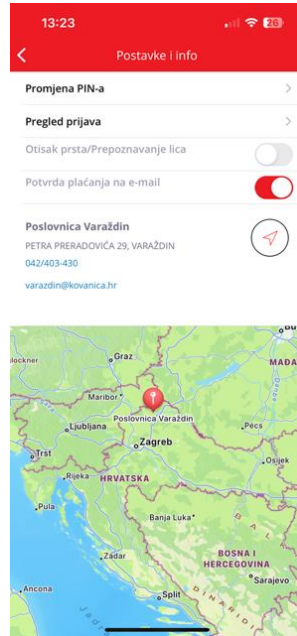 13:23
26
Postavke i info
Promjena PIN-a
Pregled prijava
Otisak prsta/Prepoznavanje lica
Potvrda plaćanja na e-mail
Poslovnica Varaždin
PETRA PRERADOVIĆA 29, VARAŽDIN
042/403-430
varazdin@kovanica.hr
Graz
MAĐA
Maribor
Poslovnica Varaždin
Ljubljana
Pecs
Zagreb
Trst
Osijek
Rijeka
HRVATSKA
Pula
Banja Luka
Zadar
BOSNA I
HERCEGOVINA
Sarajevo
Ancona
Split
DINARID